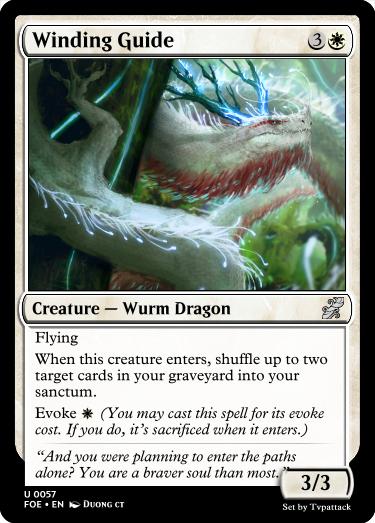 Winding Guide 3
Creature — Wurm Dragon
Flying
When this creature enters, shuffle up to two
target cards in your graveyard into your
sanctum.
Evoke (You may cast this spell for its evoke
cost. If you do, it's sacrificed when it enters.)
“And you were planning to enter the paths
alone? You are a braver soul than most.”
3/3
U 0057
FOE • EN DUONG CT
Set by Tvpattack